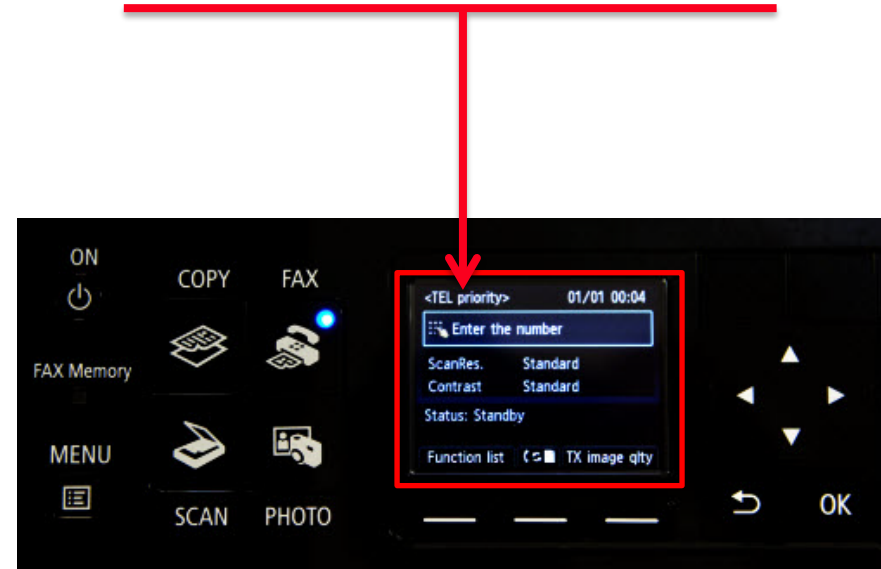 ON
COPY FAX
FAX Memory
MENU
SCAN PHOTO
<TEL priority> 01/01 00:04
Enter the number
ScanRes. Standard
Contrast Standard
Status: Standby
Function list TX image qlty
OK